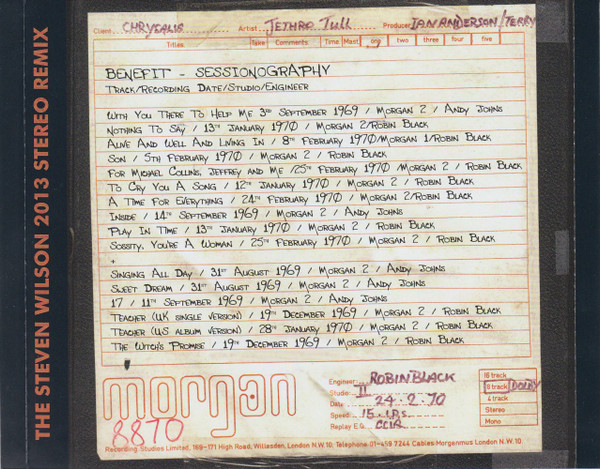 THE STEVEN WILSON 2013 STEREO REMIX
Client CHRYSALIS Artist JETHRO TULL Producer IAN ANDERSON/TERRY
Titles Take Comments Time Mast one two three four five
BENEFIT - SESSIONOGRAPHY
TRACK/RECORDING DATE/STUDIO/ENGINEER
WITH YOU THERE TO HELP ME 3RD SEPTEMBER 1969 / MORGAN 2 / ANDY JOHNS
NOTHING TO SAY / 13TH JANUARY 1970 / MORGAN 2/ROBIN BLACK
ALIVE AND WELL AND LIVING IN / 8TH FEBRUARY 1970/MORGAN 1/ROBIN BLACK
SON / 5TH FEBRUARY 1970 / MORGAN 2 / ROBIN BLACK
FOR MICHAEL COLLINS, JEFFREY AND ME /25TH FEBRUARY 1970 /MORGAN 2 / ROBIN BLACK
TO CRY YOU A SONG / 12TH JANUARY 1970 / MORGAN 2 / ROBIN BLACK
A TIME FOR EVERYTHING / 24TH FEBRUARY 1970/ MORGAN 2/ROBIN BLACK
INSIDE / 14TH SEPTEMBER 1969 / MORGAN 2 / ANDY JOHNS
PLAY IN TIME / 13TH JANUARY 1970 / MORGAN 2 / ROBIN BLACK
SOSSITY, YOU'RE A WOMAN / 25TH FEBRUARY 1970 / MORGAN 2 / ROBIN BLACK
+
SINGING ALL DAY / 31ST AUGUST 1969 / MORGAN 2 / ANDY JOHNS
SWEET DREAM / 31ST AUGUST 1969 / MORGAN 2 / ANDY JOHNS
17 / 11TH SEPTEMBER 1969 / MORGAN 2 / ANDY JOHNS
TEACHER (UK SINGLE VERSION) / 19TH DECEMBER 1969 / MORGAN 2 / ROBIN BLACK
TEACHER (US ALBUM VERSION) / 28TH JANUARY 1970 / MORGAN 2 / ROBIN BLACK
THE WITCH'S PROMISE / 19TH DECEMBER 1969 / MORGAN 2 / ROBIN BLACK
morgan
8870
Engineer ROBIN BLACK
Studio II
Date 24.2.70
Speed 15.I.P.S.
Replay E.Q. CCIR
16 track
8 track DOLBY
4 track
Stereo
Mono
Recording Studios Limited, 169-171 High Road, Willesden, London N.W.10. Telephone 01-459 7244 Cables Morgenmus London N.W.10